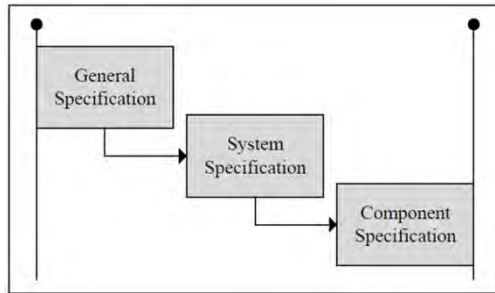 General
Specification
System
Specification
Component
Specification